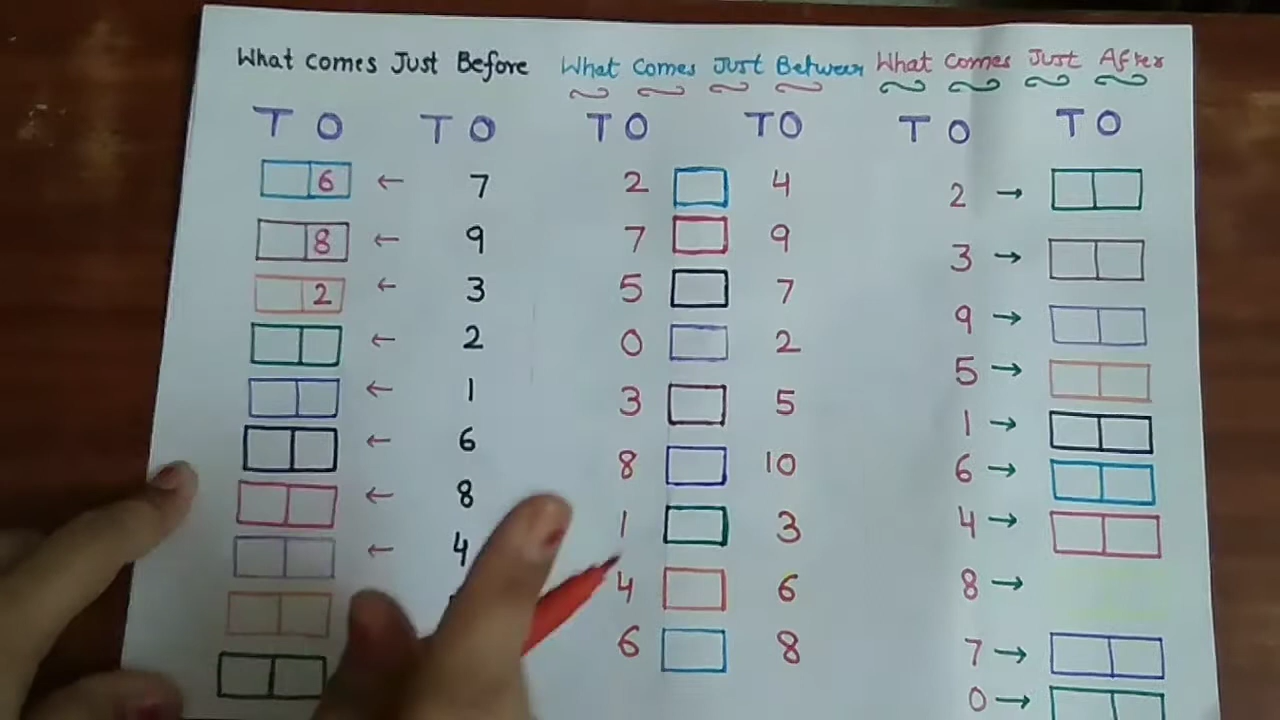 What comes Just Before What Comes Just Between What Comes Just After
T O T O T O T O T O T O
6 ← 7 2 4 2 →
8 ← 9 7 9 3 →
2 ← 3 5 7 9 →
← 2 0 2 5 →
← 1 3 5 1 →
← 6 8 10 6 →
← 8 1 3 4 →
← 4 4 6 8 →
6 8 7 →
0 →